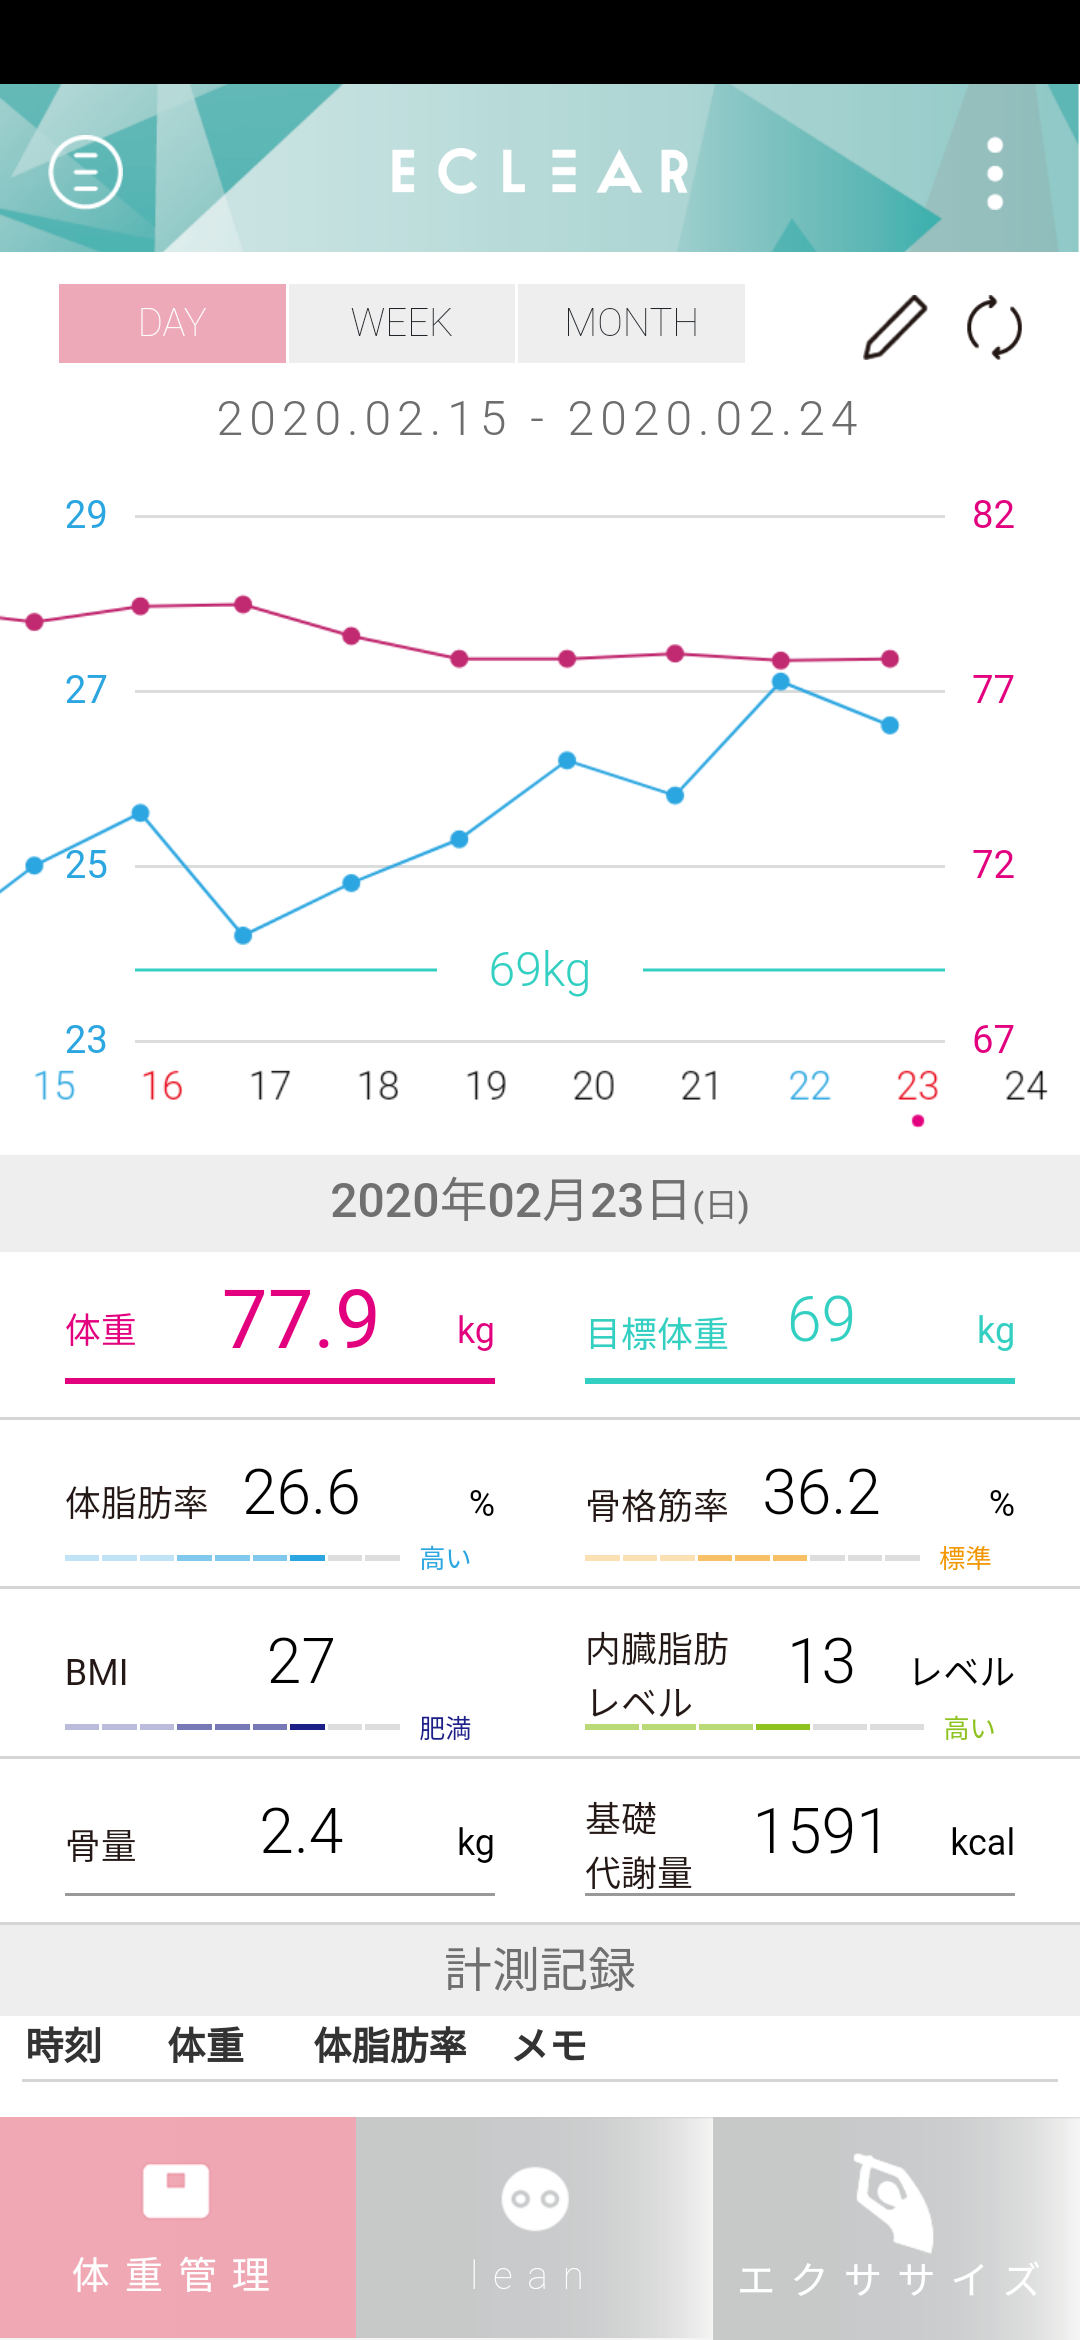 ECLEAR
DAY WEEK MONTH
2020.02.15 - 2020.02.24
29 82
27 77
25 72
69kg
23 67
15 16 17 18 19 20 21 22 23 24
2020年02月23日(日)
体重 77.9 kg 目標体重 69 kg
体脂肪率 26.6 % 骨格筋率 36.2 %
高い 標準
BMI 27 内臓脂肪レベル 13 レベル
肥満 高い
骨量 2.4 kg 基礎代謝量 1591 kcal
計測記録
時刻 体重 体脂肪率 メモ
体重管理 lean エクササイズ